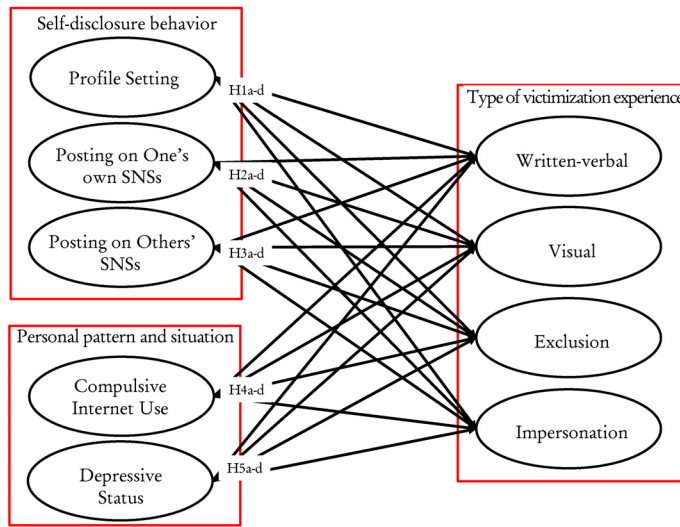 Self-disclosure behavior
Profile Setting
Posting on One's
own SNSs
Posting on Others'
SNSs
Personal pattern and situation
Compulsive
Internet Use
Depressive
Status
H1a-d
H2a-d
H3a-d
H4a-d
H5a-d
Type of victimization experience
Written-verbal
Visual
Exclusion
Impersonation